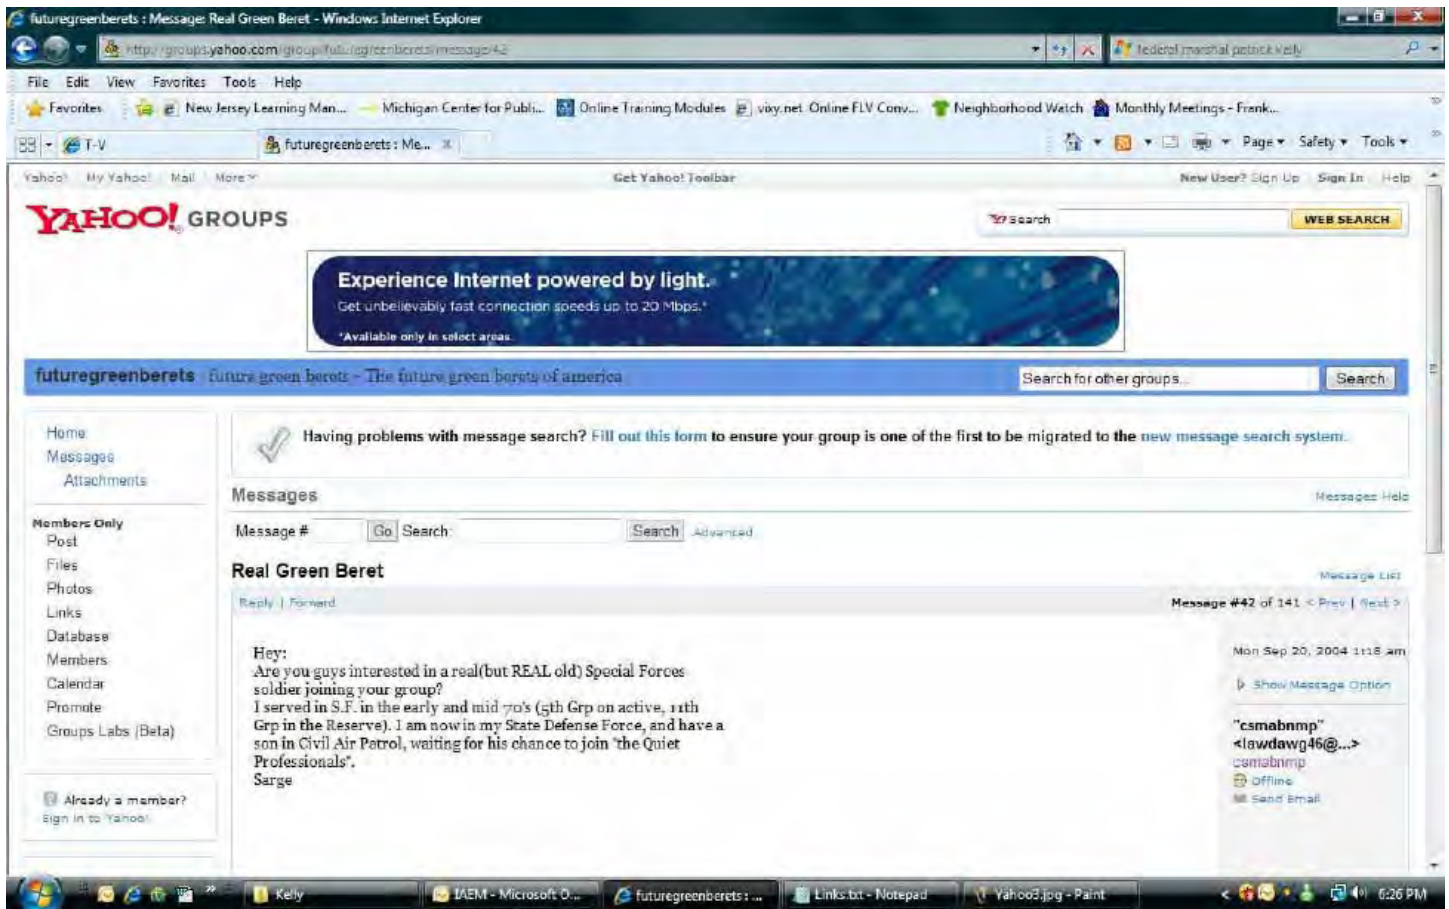 futuregreenberets : Message: Real Green Beret - Windows Internet Explorer
http://groups.yahoo.com/group/futuregreenberets/message/42
federal marshal patrick kelly
File Edit View Favorites Tools Help
Favorites New Jersey Learning Man... Michigan Center for Publi... Online Training Modules vixy.net Online FLV Conv... Neighborhood Watch Monthly Meetings - Frank...
T-V futuregreenberets : Me... x Page Safety Tools
Yahoo! My Yahoo! Mail More Get Yahoo! Toolbar New User? Sign Up Sign In Help
YAHOO! GROUPS Search WEB SEARCH
Experience Internet powered by light.
Get unbelievably fast connection speeds up to 20 Mbps.*
*Available only in select areas.
futuregreenberets future green berets - The future green berets of america Search for other groups... Search
Home
Messages
Attachments
Members Only
Post
Files
Photos
Links
Database
Members
Calendar
Promote
Groups Labs (Beta)
Already a member?
Sign in to Yahoo!
Having problems with message search? Fill out this form to ensure your group is one of the first to be migrated to the new message search system.
Messages Messages Help
Message # Go Search: Search Advanced
Real Green Beret Message List
Reply | Forward Message #42 of 141 < Prev | Next >
Hey:
Are you guys interested in a real(but REAL old) Special Forces
soldier joining your group?
I served in S.F. in the early and mid 70's (5th Grp on active, 11th
Grp in the Reserve). I am now in my State Defense Force, and have a
son in Civil Air Patrol, waiting for his chance to join "the Quiet
Professionals".
Sarge
Mon Sep 20, 2004 1:18 am
Show Message Option
"csmabnmp"
<lawdawg46@...>
csmabnmp
Offline
Send Email
Kelly IAEM - Microsoft O... futuregreenberets : ... Links.txt - Notepad Yahoo3.jpg - Paint 6:26 PM